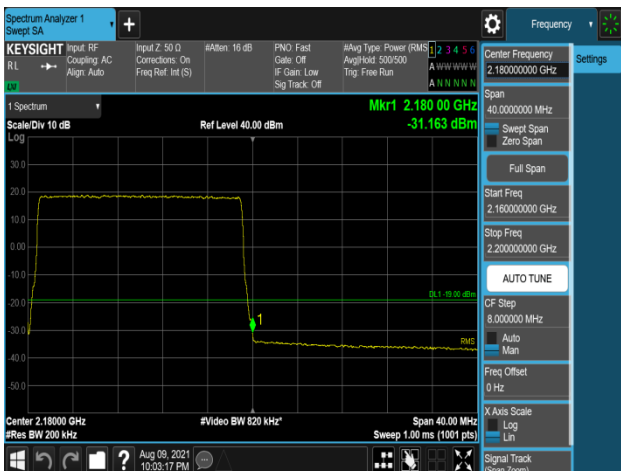 Spectrum Analyzer 1
Swept SA
Frequency
KEYSIGHT
RL
LW
Input: RF
Coupling: AC
Align: Auto
Input Z: 50 Ω
Corrections: On
Freq Ref: Int (S)
#Atten: 16 dB
PNO: Fast
Gate: Off
IF Gain: Low
Sig Track: Off
#Avg Type: Power (RMS
Avg|Hold: 500/500
Trig: Free Run
1 2 3 4 5 6
A W W W W W
A N N N N N
1 Spectrum
Scale/Div 10 dB
Log
Ref Level 40.00 dBm
Mkr1 2.180 00 GHz
-31.163 dBm
30.0
20.0
10.0
0.00
-10.0
-20.0
-30.0
-40.0
-50.0
DL1 -19.00 dBm
1
RMS
Center 2.18000 GHz
#Res BW 200 kHz
#Video BW 820 kHz*
Span 40.00 MHz
Sweep 1.00 ms (1001 pts)
Aug 09, 2021
10:03:17 PM
?
Center Frequency
2.180000000 GHz
Settings
Span
40.0000000 MHz
Swept Span
Zero Span
Full Span
Start Freq
2.160000000 GHz
Stop Freq
2.200000000 GHz
AUTO TUNE
CF Step
8.000000 MHz
Auto
Man
Freq Offset
0 Hz
X Axis Scale
Log
Lin
Signal Track
(Span Zoom)